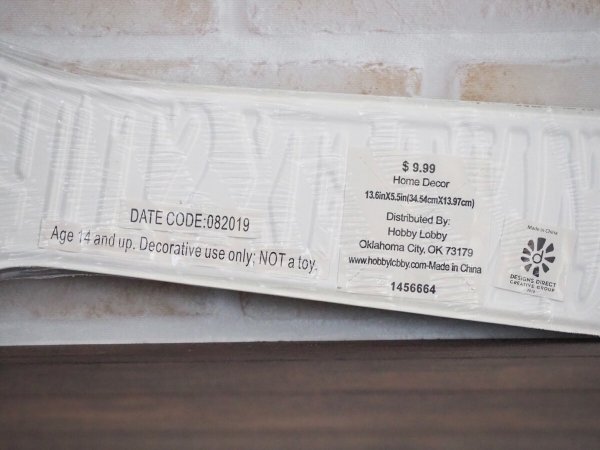 DATE CODE:082019
Age 14 and up. Decorative use only; NOT a toy.
$ 9.99
Home Decor
13.6inX5.5in(34.54cmX13.97cm)
Distributed By:
Hobby Lobby
Oklahoma City, OK 73179
www.hobbylobby.com-Made in China
1456664
Made in China
DESIGNS DIRECT
CREATIVE GROUP